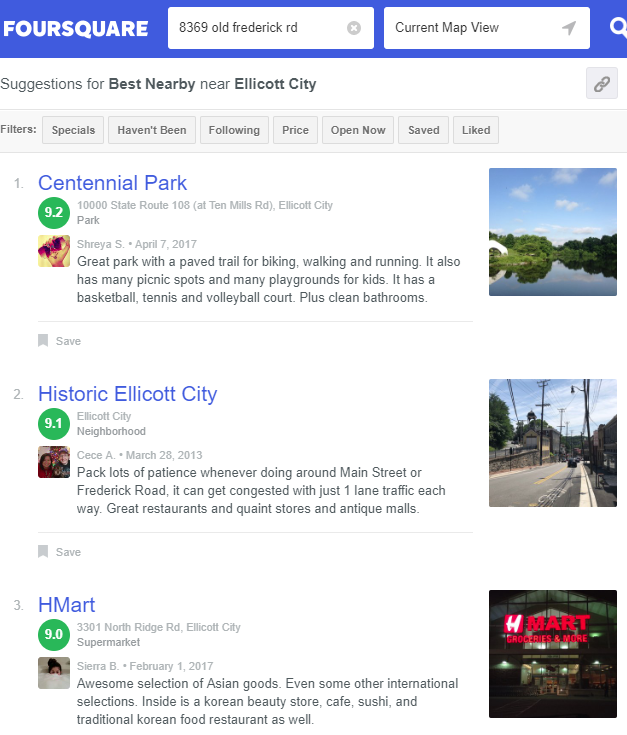 FOURSQUARE
8369 old frederick rd
Current Map View
Suggestions for Best Nearby near Ellicott City
Filters:
Specials
Haven't Been
Following
Price
Open Now
Saved
Liked
1. Centennial Park
9.2
10000 State Route 108 (at Ten Mills Rd), Ellicott City
Park
Shreya S. • April 7, 2017
Great park with a paved trail for biking, walking and running. It also
has many picnic spots and many playgrounds for kids. It has a
basketball, tennis and volleyball court. Plus clean bathrooms.
Save
2. Historic Ellicott City
9.1
Ellicott City
Neighborhood
Cece A. • March 28, 2013
Pack lots of patience whenever doing around Main Street or
Frederick Road, it can get congested with just 1 lane traffic each
way. Great restaurants and quaint stores and antique malls.
Save
3. HMart
9.0
3301 North Ridge Rd, Ellicott City
Supermarket
Sierra B. • February 1, 2017
Awesome selection of Asian goods. Even some other international
selections. Inside is a korean beauty store, cafe, sushi, and
traditional korean food restaurant as well.
H MART
GROCERIES & MORE